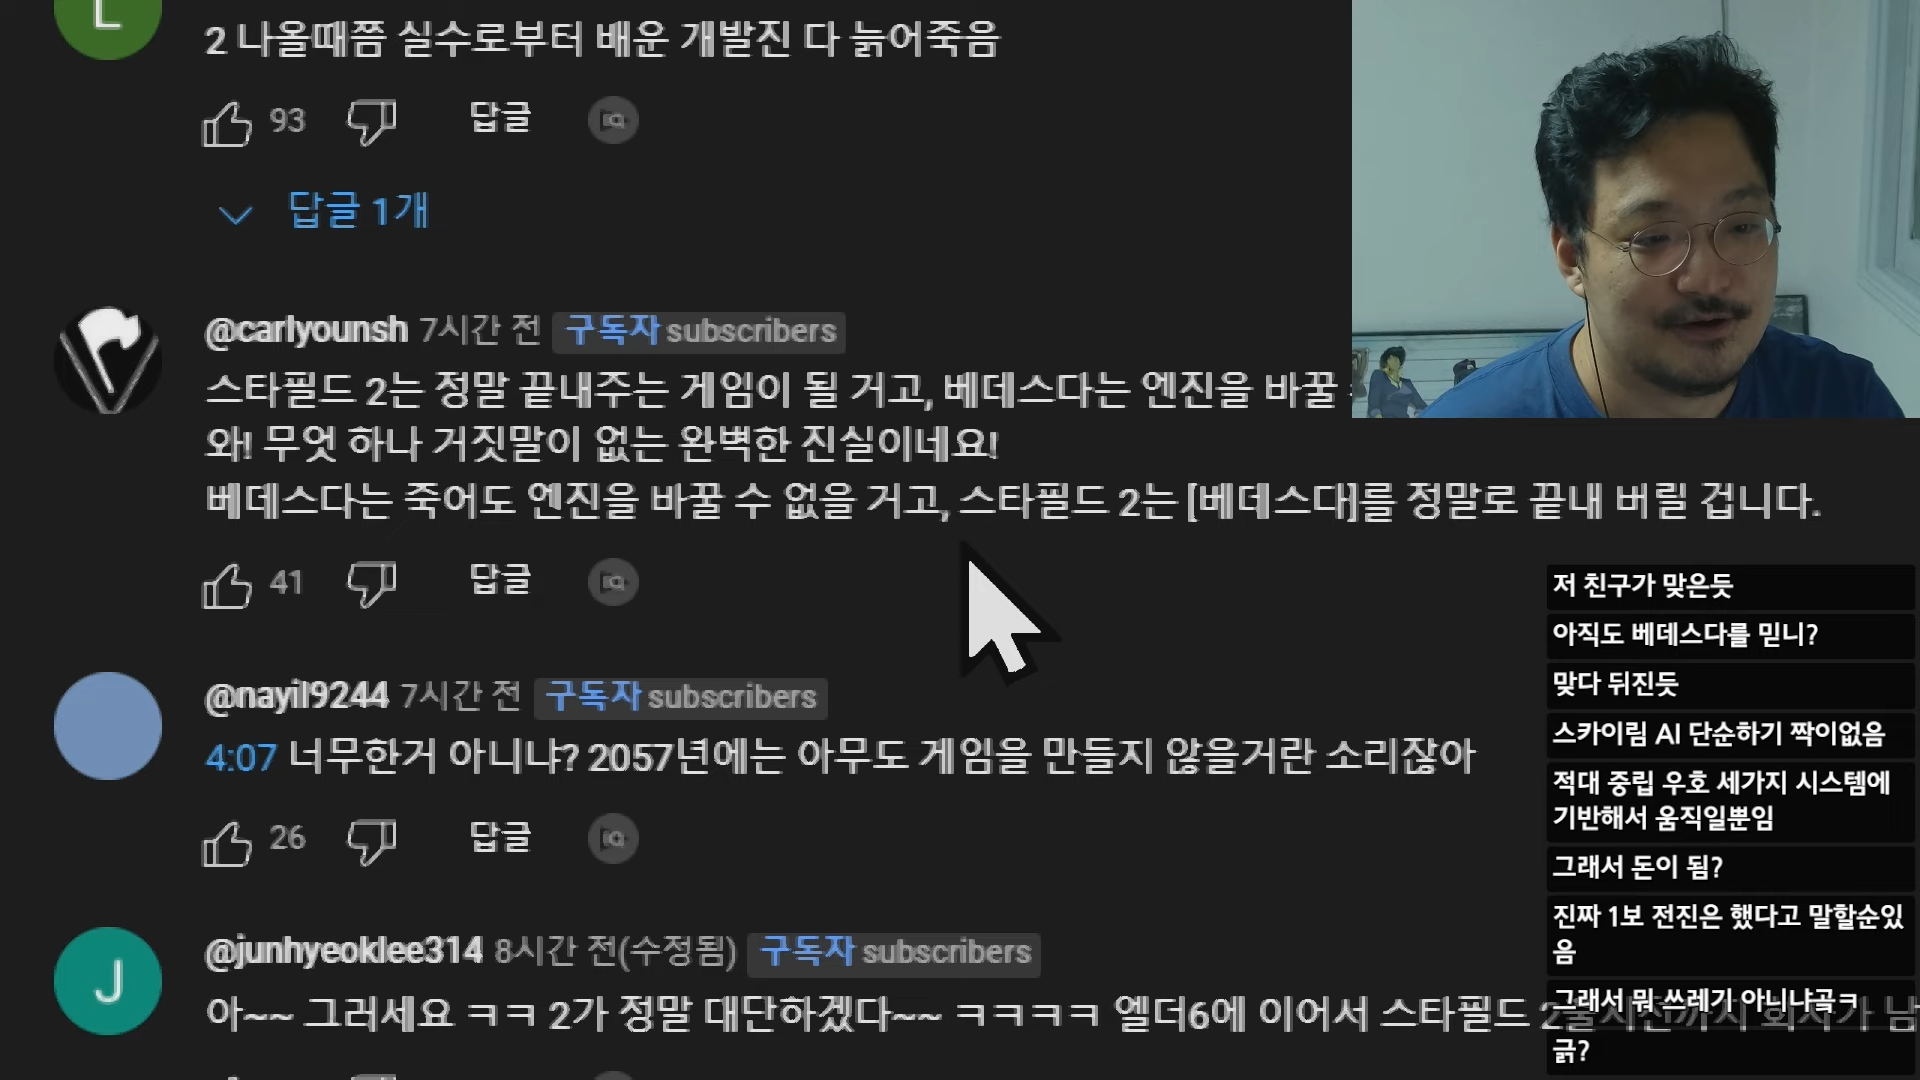 L
2 나올때쯤 실수로부터 배운 개발진 다 늙어죽음
93 답글
답글 1개
@carlyounsh 7시간 전 구독자 subscribers
스타필드 2는 정말 끝내주는 게임이 될 거고, 베데스다는 엔진을 바꿀
와! 무엇 하나 거짓말이 없는 완벽한 진실이네요!
베데스다는 죽어도 엔진을 바꿀 수 없을 거고, 스타필드 2는 [베데스다]를 정말로 끝내 버릴 겁니다.
41 답글
@nayil9244 7시간 전 구독자 subscribers
4:07 너무한거 아니냐? 2057년에는 아무도 게임을 만들지 않을거란 소리잖아
26 답글
J
@junhyeoklee314 8시간 전(수정됨) 구독자 subscribers
아~~ 그러세요 ㅋㅋ 2가 정말 대단하겠다~~ ㅋㅋㅋㅋ 엘더6에 이어서 스타필드
저 친구가 맞은듯
아직도 베데스다를 믿니?
맞다 뒤진듯
스카이림 AI 단순하기 짝이없음
적대 중립 우호 세가지 시스템에
기반해서 움직일뿐임
그래서 돈이 됨?
진짜 1보 전진은 했다고 말할순있
음
그래서 뭐 쓰레기 아니냐곸ㅋ
긁?